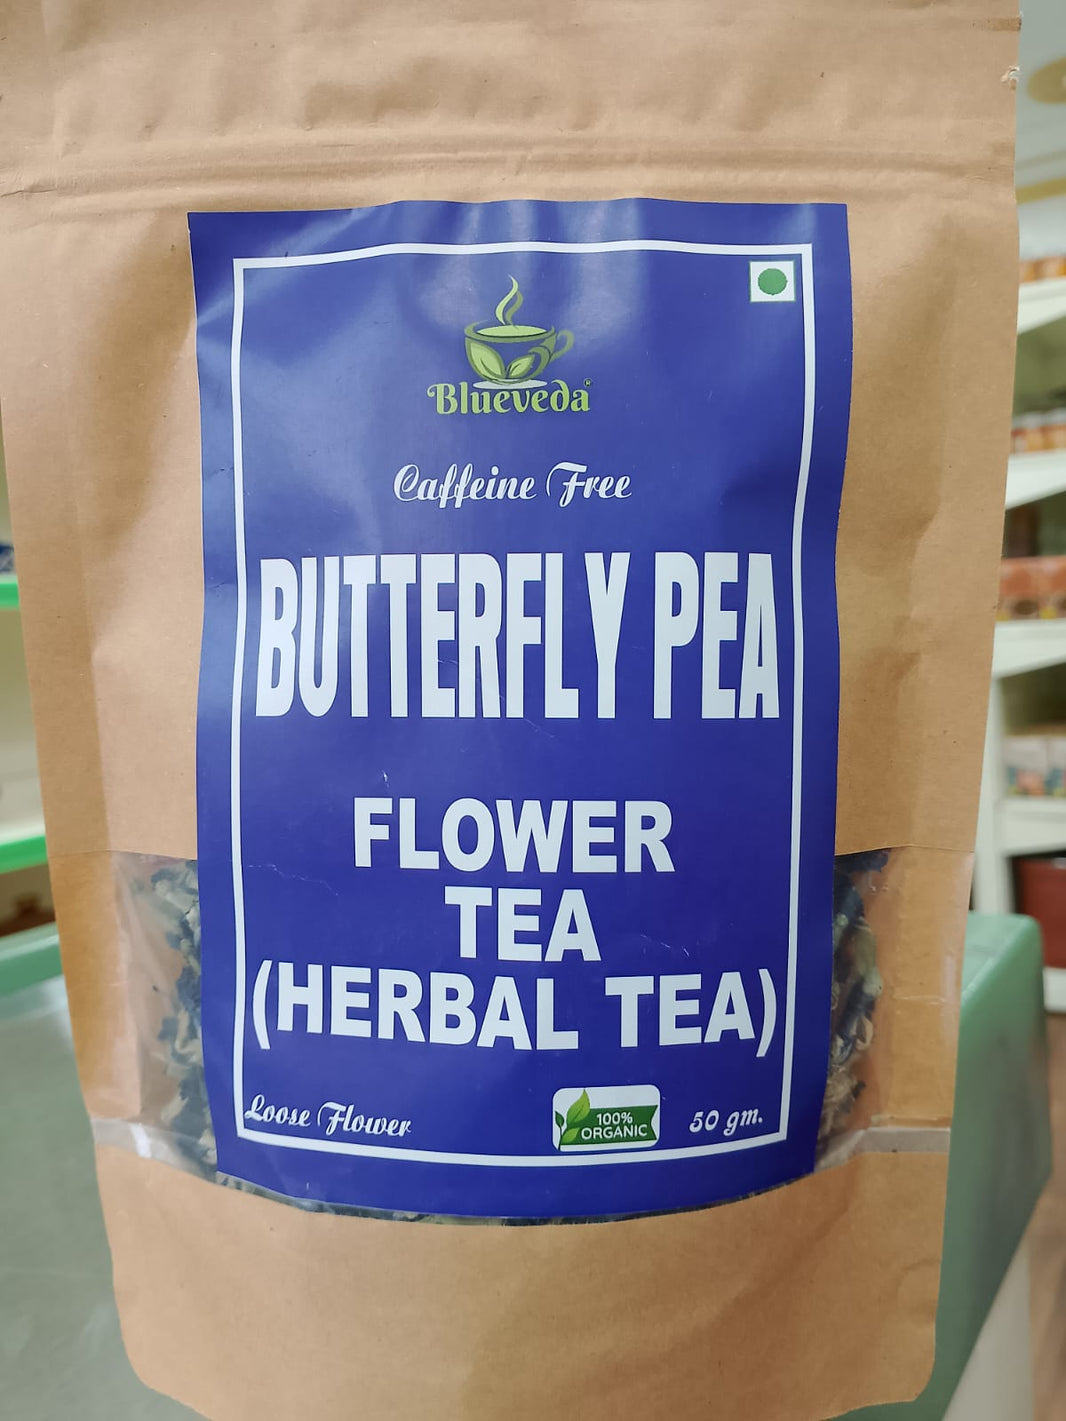 Blueveda®
Caffeine Free
BUTTERFLY PEA
FLOWER
TEA
(HERBAL TEA)
Loose Flower
100%
ORGANIC
50 gm.